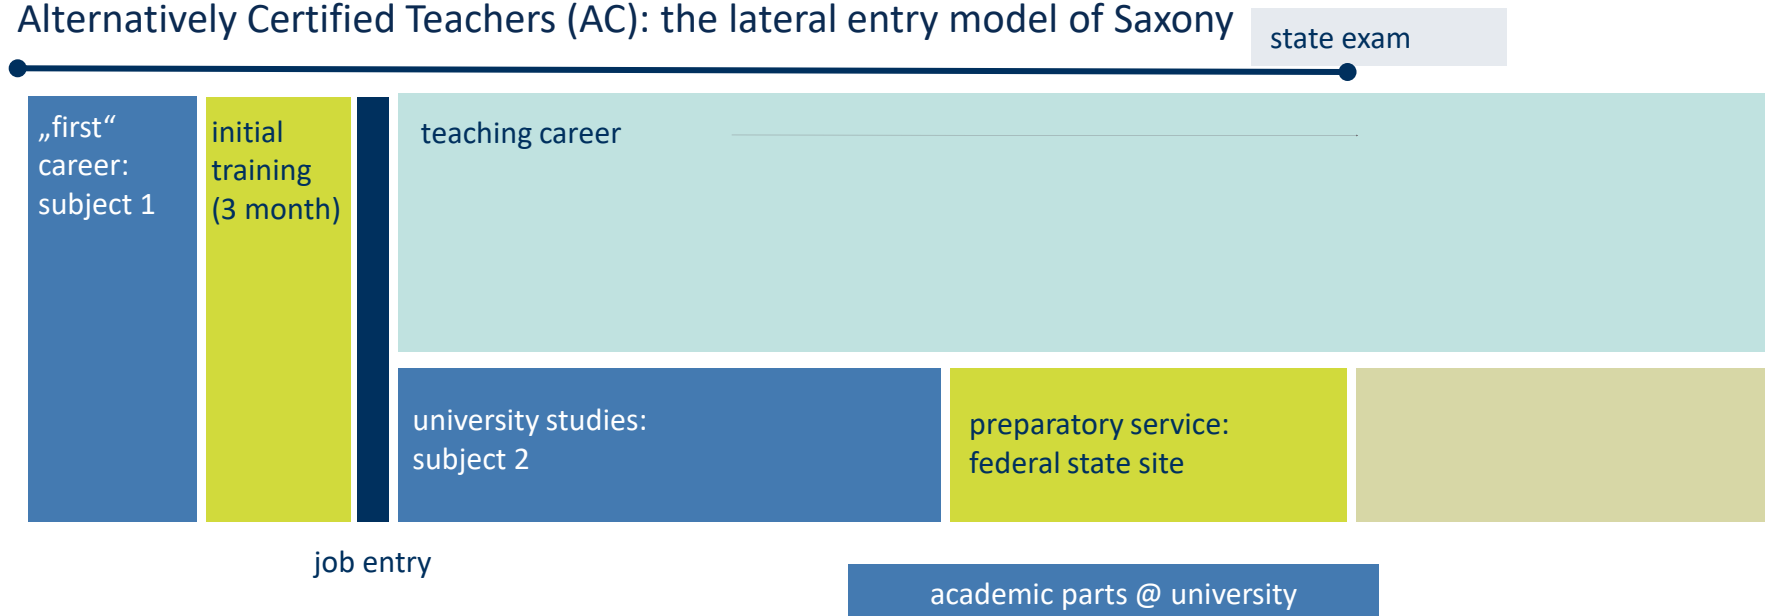 Alternatively Certified Teachers (AC): the lateral entry model of Saxony
state exam
„first“
career:
subject 1
initial
training
(3 month)
teaching career
university studies:
subject 2
preparatory service:
federal state site
job entry
academic parts @ university